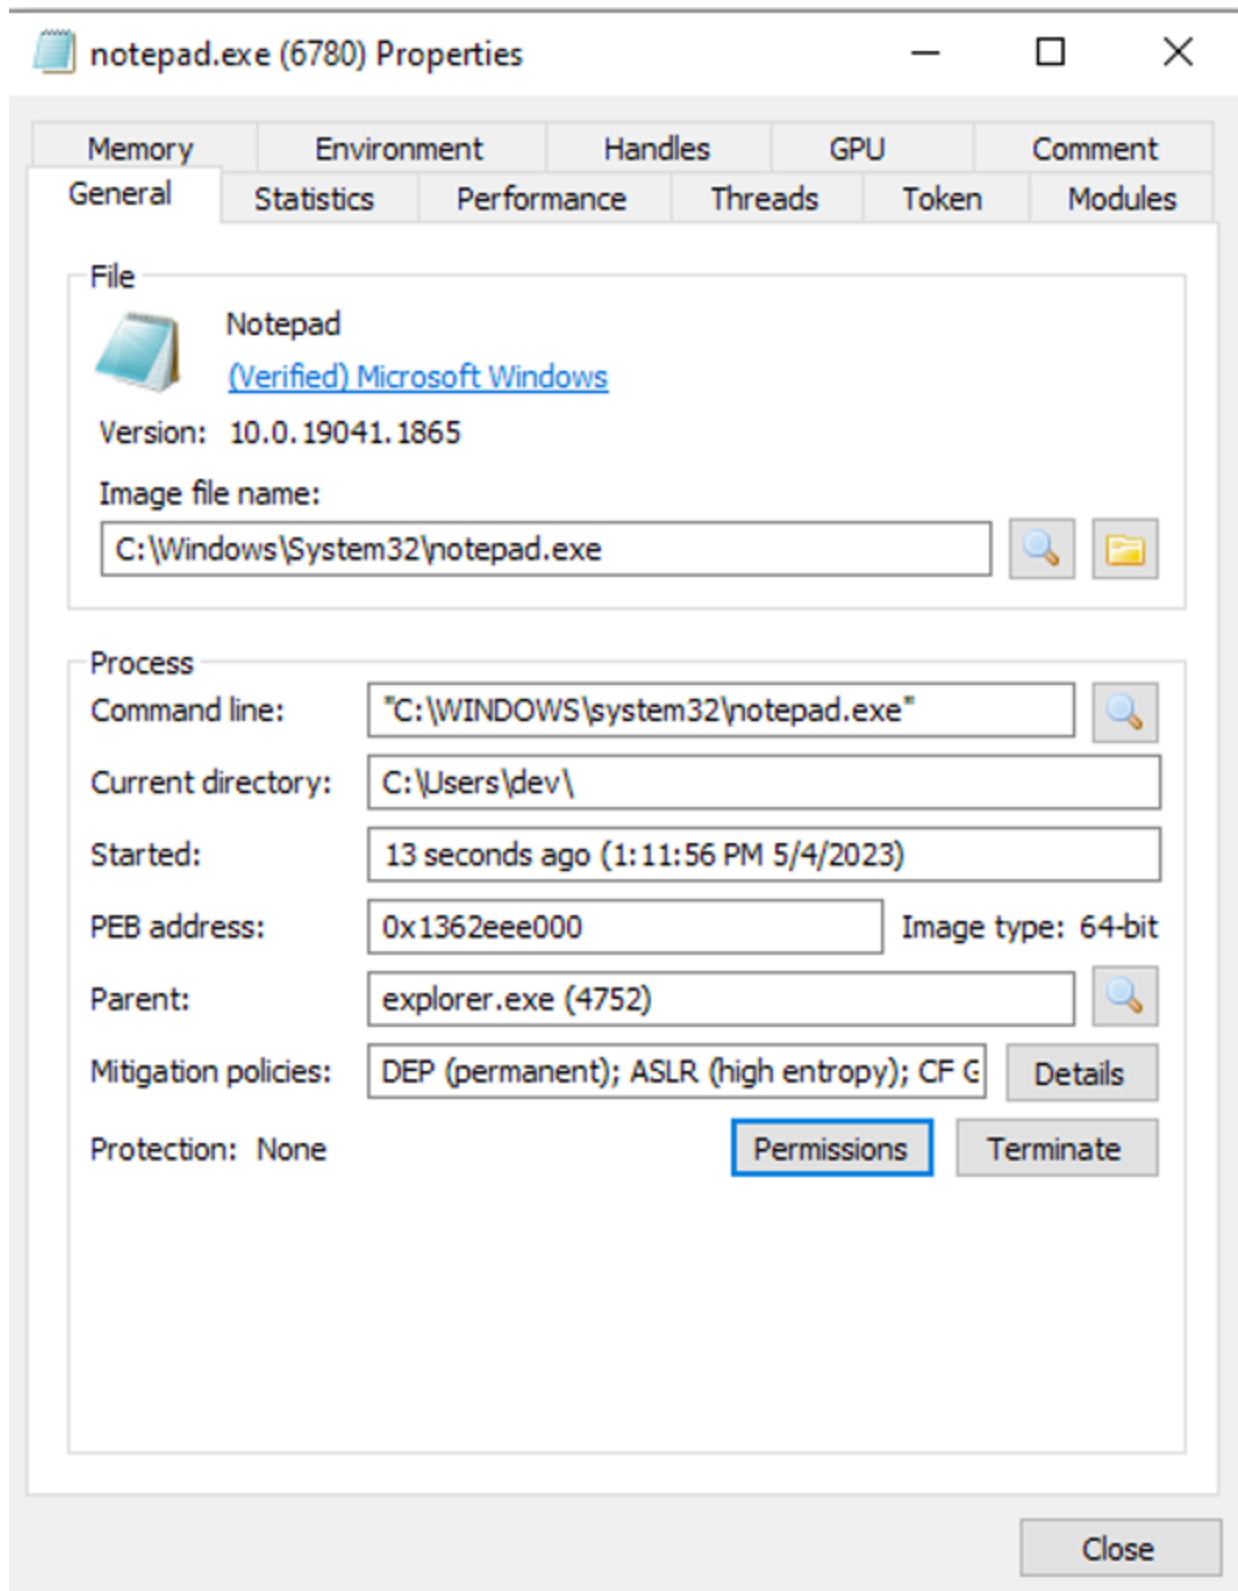 notepad.exe (6780) Properties
Memory Environment Handles GPU Comment
General Statistics Performance Threads Token Modules
File
Notepad
(Verified) Microsoft Windows
Version: 10.0.19041.1865
Image file name:
C:\Windows\System32\notepad.exe
Process
Command line: "C:\WINDOWS\system32\notepad.exe"
Current directory: C:\Users\dev\
Started: 13 seconds ago (1:11:56 PM 5/4/2023)
PEB address: 0x1362eee000 Image type: 64-bit
Parent: explorer.exe (4752)
Mitigation policies: DEP (permanent); ASLR (high entropy); CF G Details
Protection: None Permissions Terminate
Close